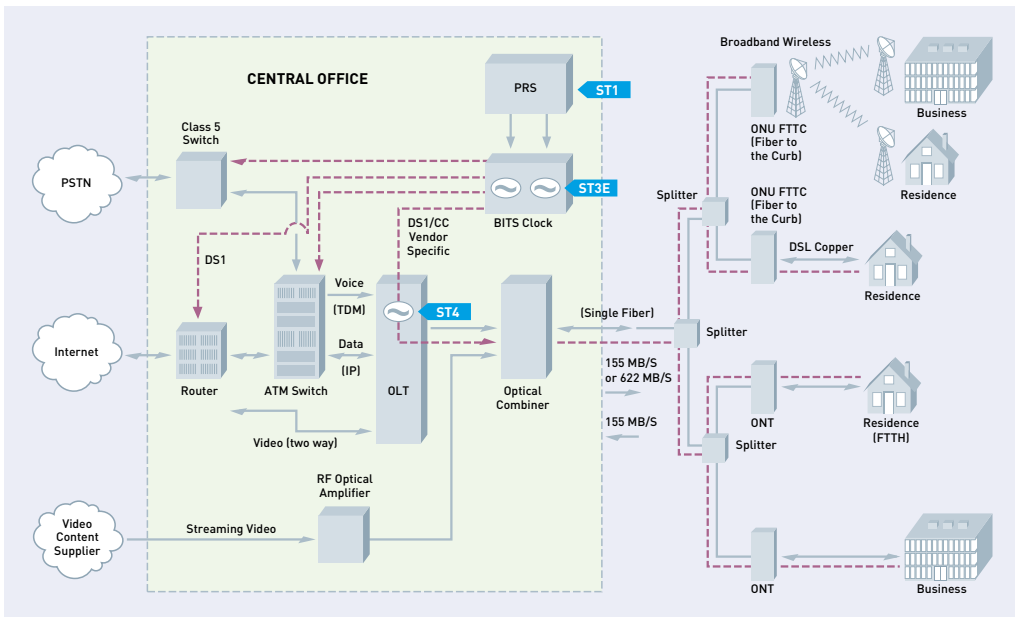 CENTRAL OFFICE
PRS
ST1
Class 5
Switch
PSTN
ST3E
BITS Clock
DS1/CC
Vendor
Specific
DS1
Voice
(TDM)
ST4
Data
(IP)
Internet
Router
ATM Switch
OLT
Optical
Combiner
Video (two way)
RF Optical
Amplifier
Video
Content
Supplier
Streaming Video
(Single Fiber)
155 MB/S
or 622 MB/S
155 MB/S
Broadband Wireless
Business
ONU FTTC
(Fiber to
the Curb)
Residence
Splitter
ONU FTTC
(Fiber to
the Curb)
DSL Copper
Residence
Splitter
ONT
Residence
(FTTH)
Splitter
ONT
Business